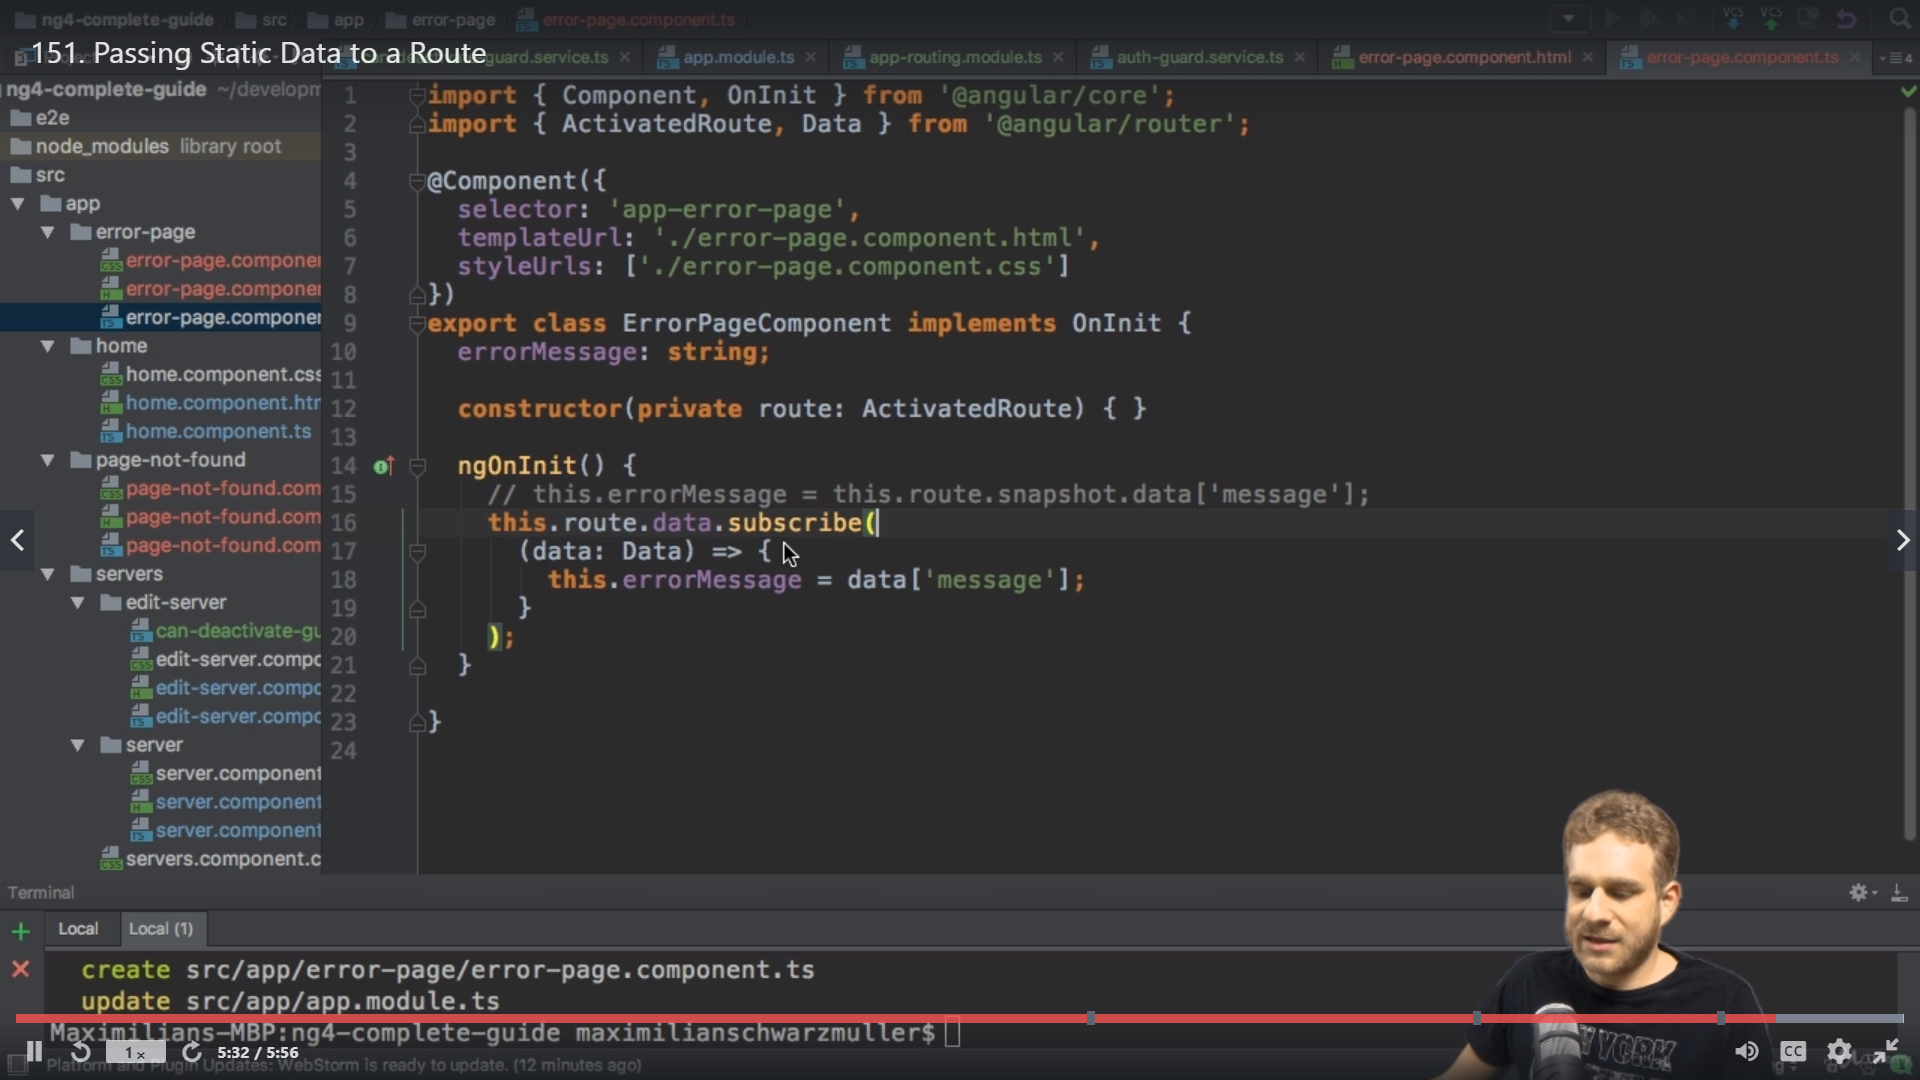 ng4-complete-guide src app error-page error-page.component.ts
151. Passing Static Data to a Route
guard.service.ts app.module.ts app-routing.module.ts auth-guard.service.ts error-page.component.html error-page.component.ts
ng4-complete-guide ~/developm
e2e
node_modules library root
src
app
error-page
error-page.componen
error-page.componen
error-page.componen
home
home.component.css
home.component.htm
home.component.ts
page-not-found
page-not-found.com
page-not-found.com
page-not-found.com
servers
edit-server
can-deactivate-gu
edit-server.compo
edit-server.compo
edit-server.compo
server
server.component
server.component
server.component
servers.component.c
1 import { Component, OnInit } from '@angular/core';
2 import { ActivatedRoute, Data } from '@angular/router';
3
4 @Component({
5 selector: 'app-error-page',
6 templateUrl: './error-page.component.html',
7 styleUrls: ['./error-page.component.css']
8 })
9 export class ErrorPageComponent implements OnInit {
10 errorMessage: string;
11
12 constructor(private route: ActivatedRoute) { }
13
14 ngOnInit() {
15 // this.errorMessage = this.route.snapshot.data['message'];
16 this.route.data.subscribe(
17 (data: Data) => {
18 this.errorMessage = data['message'];
19 }
20 );
21 }
22
23 }
24
Terminal
Local Local (1)
create src/app/error-page/error-page.component.ts
update src/app/app.module.ts
Maximilians-MBP:ng4-complete-guide maximilianschwarzmuller$
1 x 5:32 / 5:56 CC
Platform and Plugin Updates: WebStorm is ready to update. (12 minutes ago)
YORK